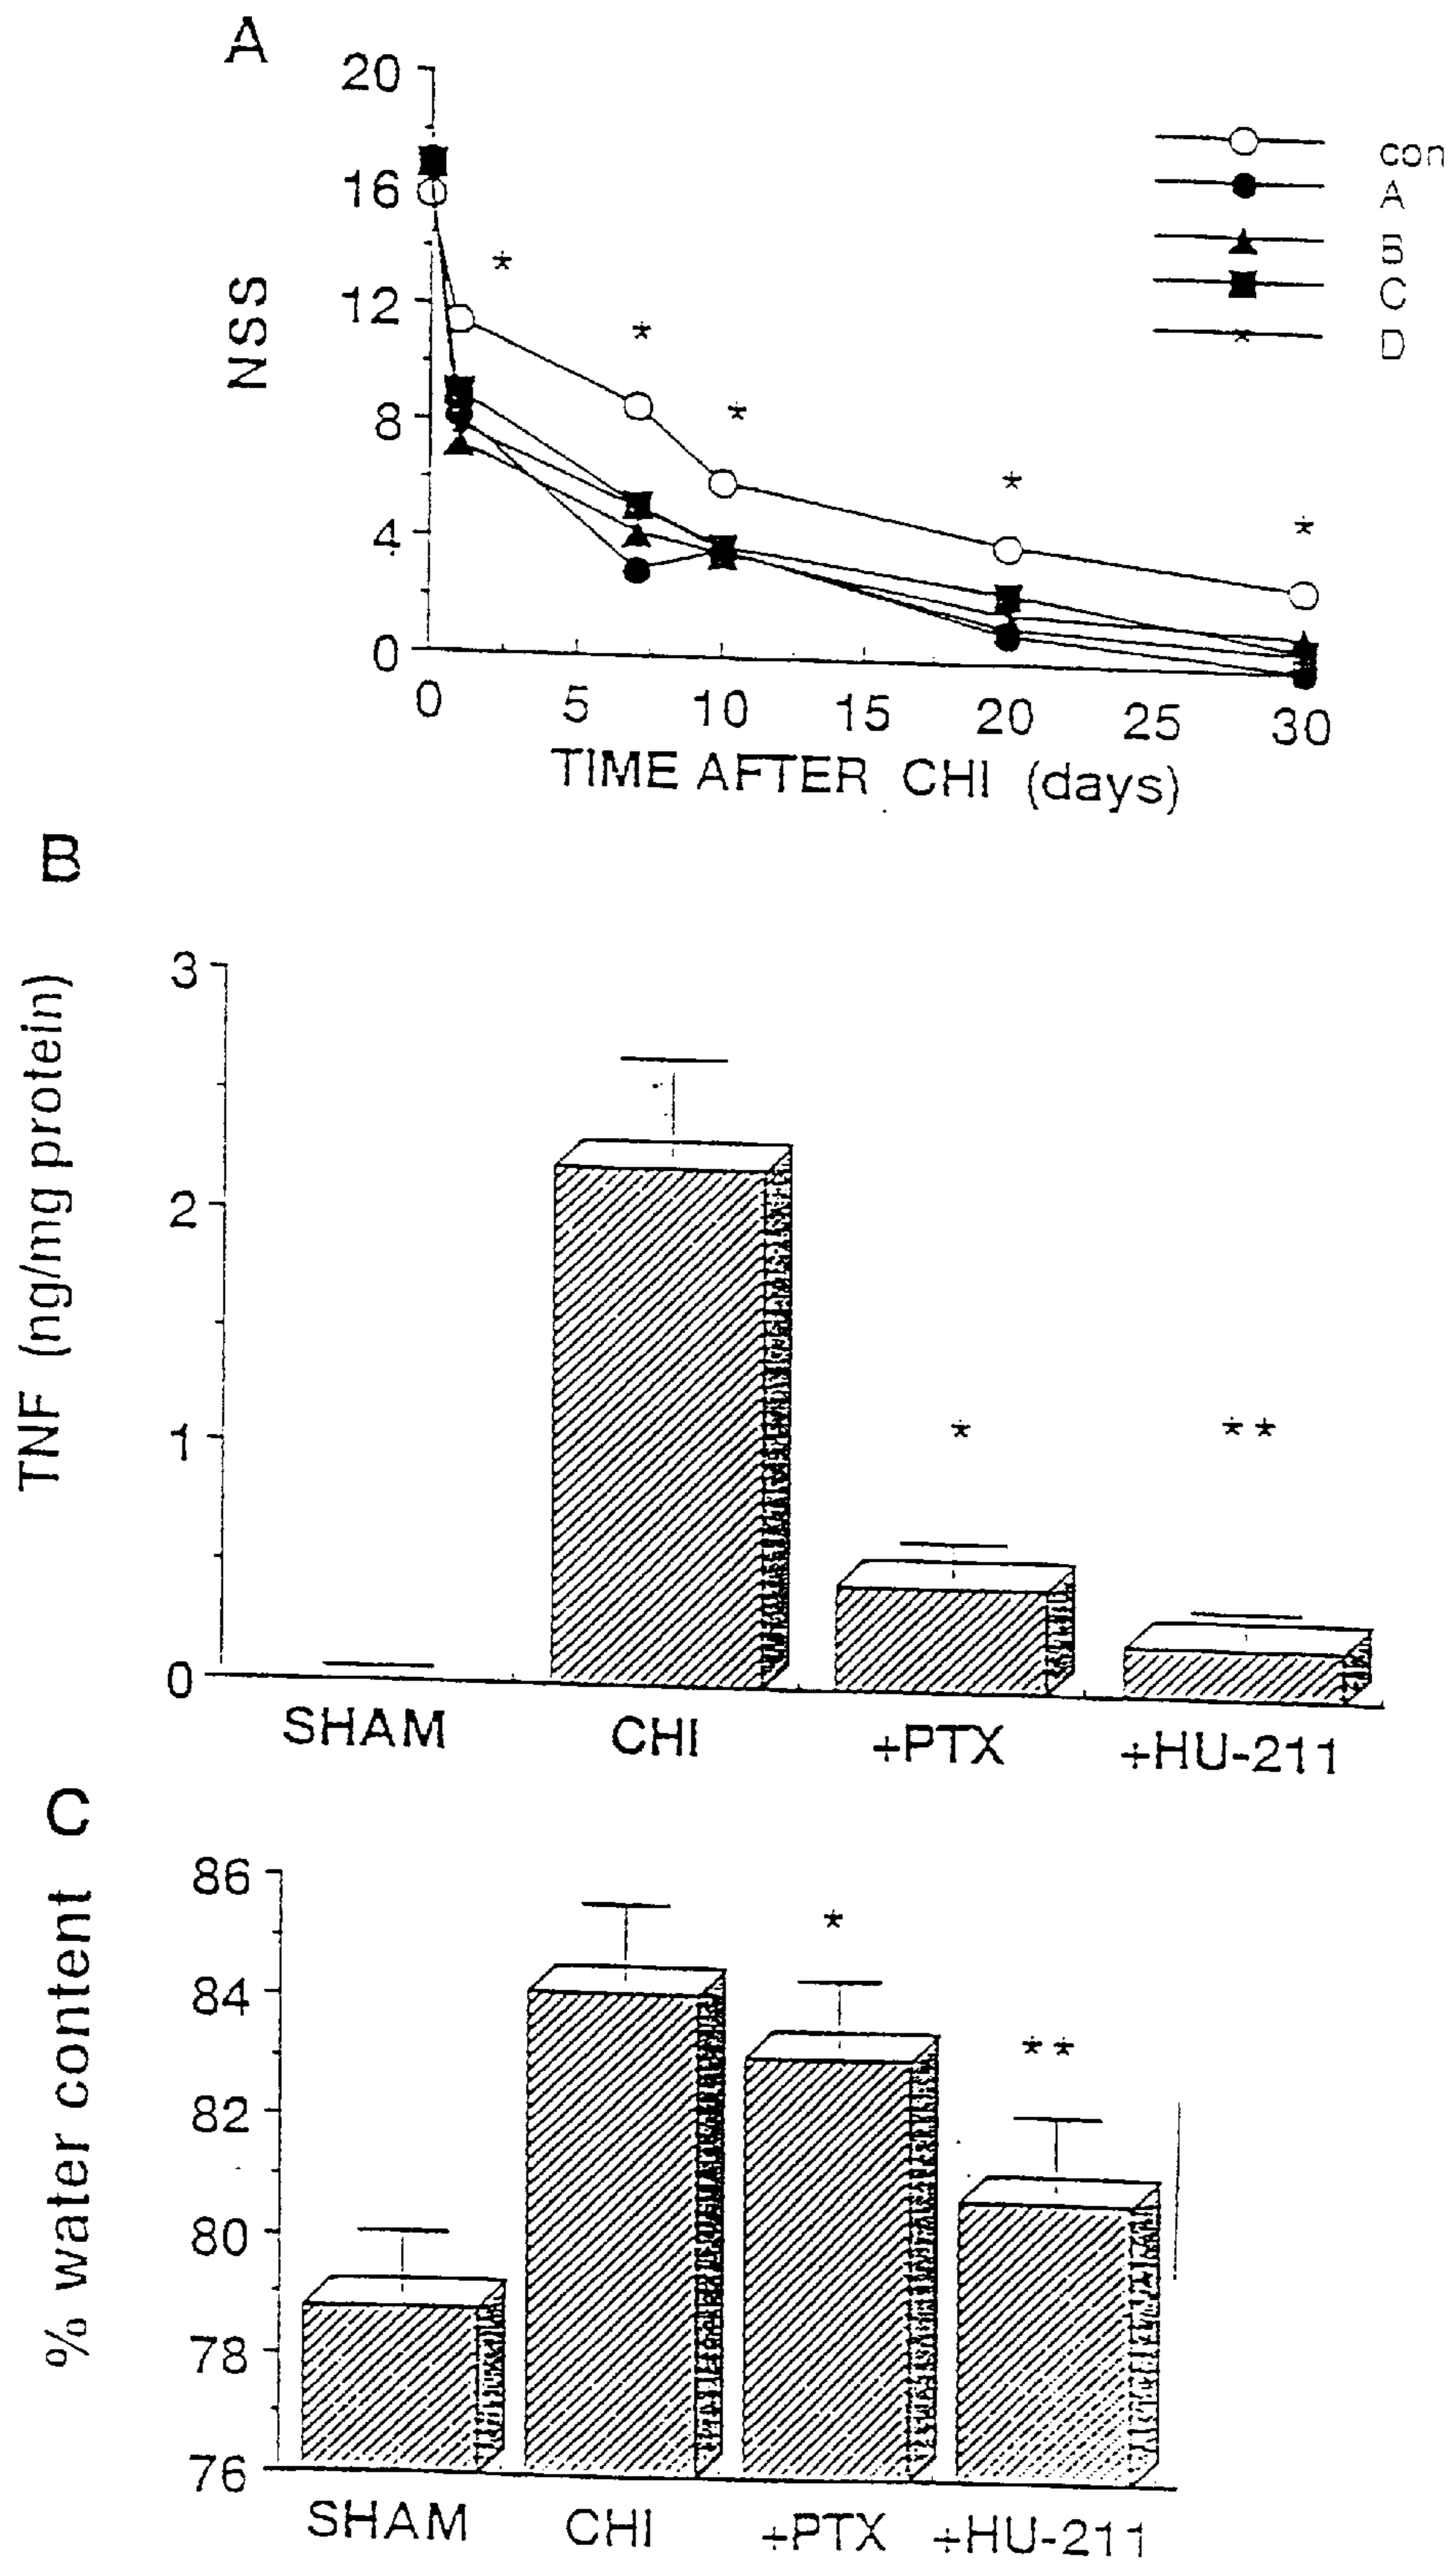 A
20
16
12
8
4
0
NSS
con
A
B
C
D
*
*
*
*
*
0 5 10 15 20 25 30
TIME AFTER CHI (days)
B
3
2
1
0
TNF (ng/mg protein)
* **
SHAM CHI +PTX +HU-211
C
86
84
82
80
78
76
% water content
*
**
SHAM CHI +PTX +HU-211